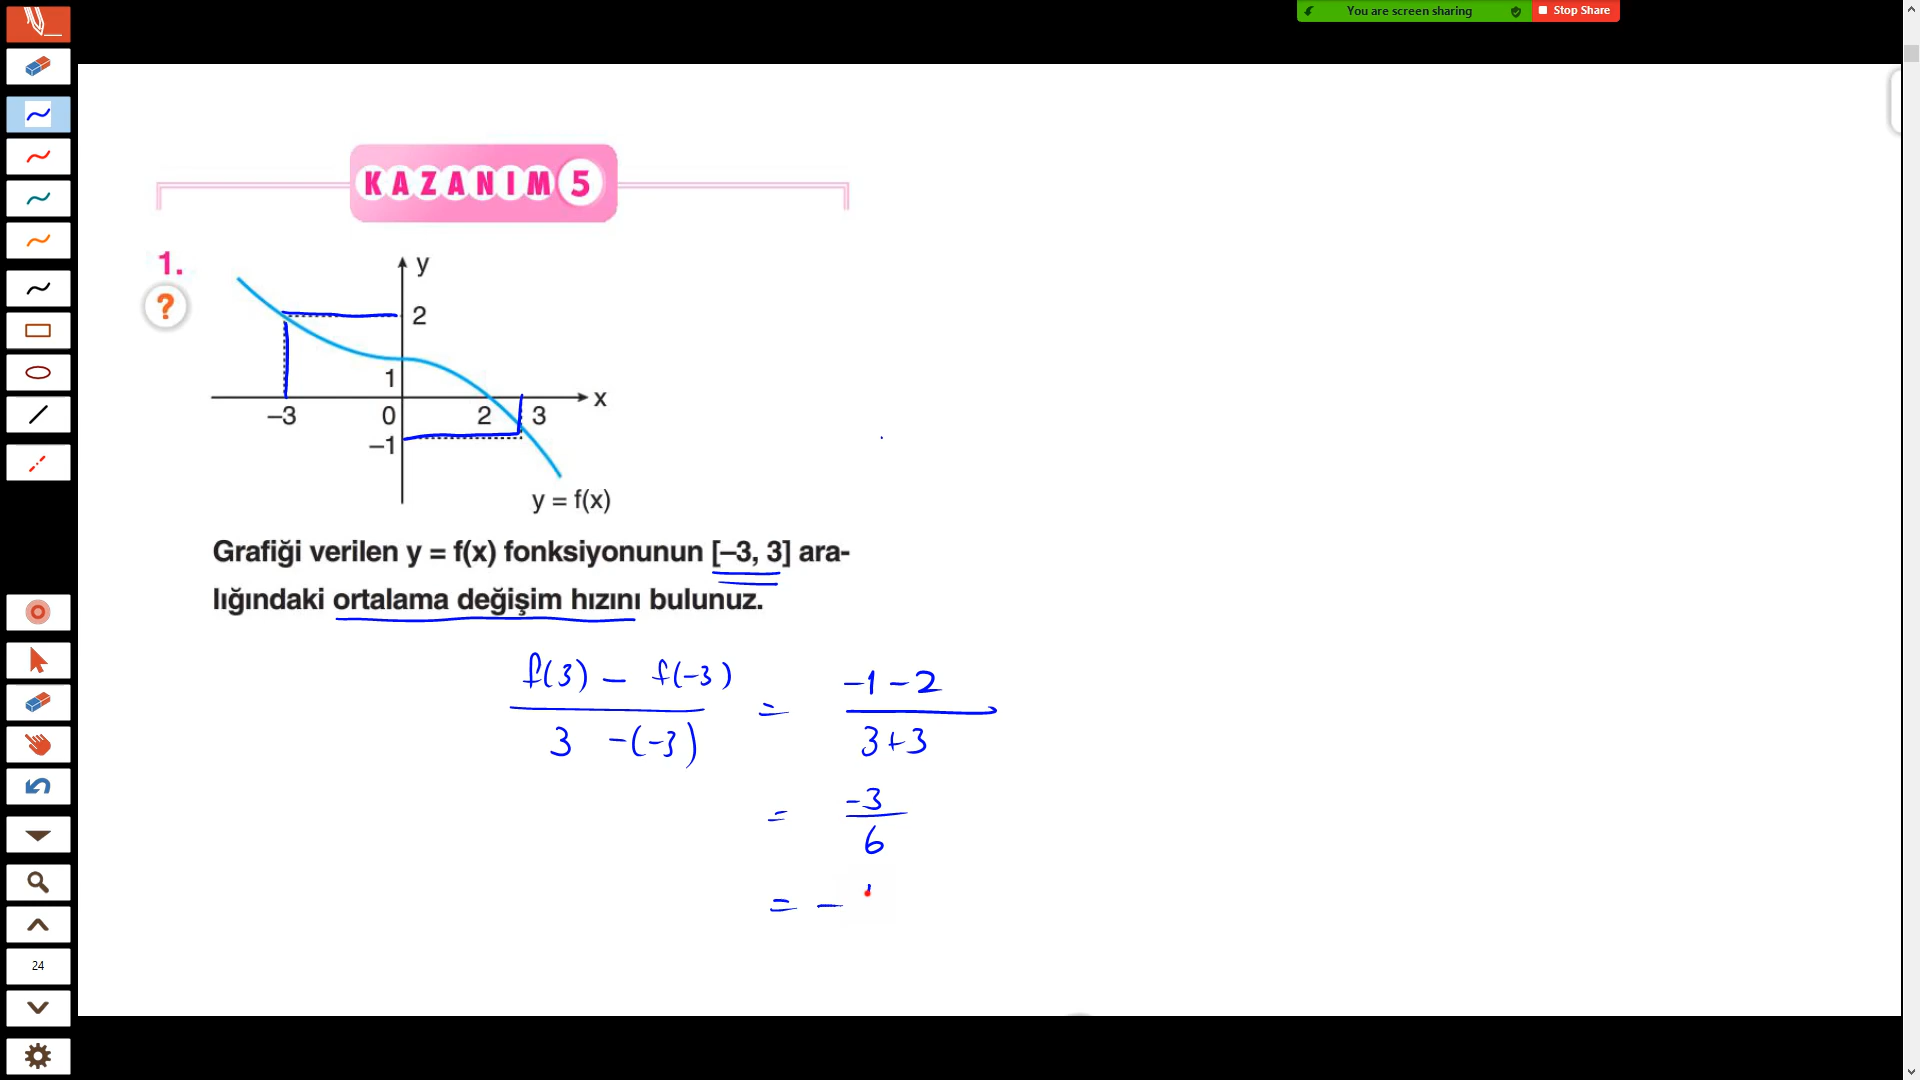 You are screen sharing
Stop Share
KAZANIM 5
1.
?
y
2
1
x
–3
0
2
3
–1
y = f(x)
Grafiği verilen y = f(x) fonksiyonunun [–3, 3] ara-
lığındaki ortalama değişim hızını bulunuz.
f(3) – f(-3)
3 -(-3)
=
-1-2
3+3
= -3
6
= -
24